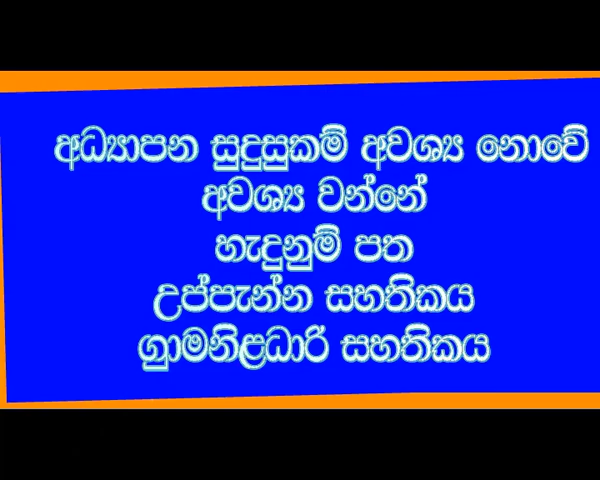 අධ්‍යාපන සුදුසුකම් අවශ්‍ය නොවේ
අවශ්‍ය වන්නේ
හැදුනුම් පත
උප්පැන්න සහතිකය
ග්‍රාමනිළධාරි සහතිකය